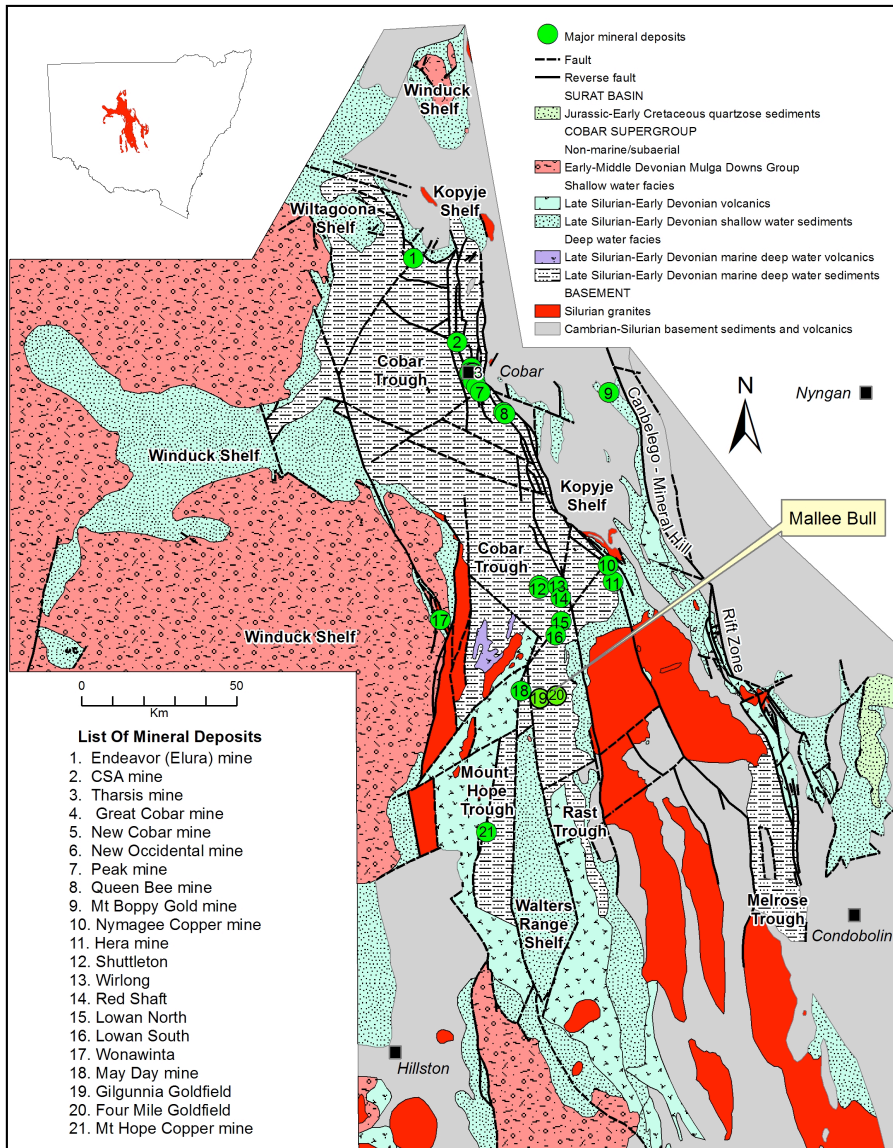 Major mineral deposits
Fault
Reverse fault
SURAT BASIN
Jurassic-Early Cretaceous quartzose sediments
COBAR SUPERGROUP
Non-marine/subaerial
Early-Middle Devonian Mulga Downs Group
Shallow water facies
Late Silurian-Early Devonian volcanics
Late Silurian-Early Devonian shallow water sediments
Deep water facies
Late Silurian-Early Devonian marine deep water volcanics
Late Silurian-Early Devonian marine deep water sediments
BASEMENT
Silurian granites
Cambrian-Silurian basement sediments and volcanics
Winduck
Shelf
Kopyje
Shelf
Wiltagoona
Shelf
1
2
3
Cobar
Cobar
Trough
7
8
9
Nyngan
N
Canbelego - Mineral Hill
Rift Zone
Winduck Shelf
Kopyje
Shelf
Mallee Bull
Cobar
Trough
10
11
12
13
14
15
16
17
Winduck Shelf
18
19
20
0
50
Km
Mount
Hope
Trough
21
Rast
Trough
Walters
Range
Shelf
Melrose
Trough
Condobolin
Hillston
List Of Mineral Deposits
1. Endeavor (Elura) mine
2. CSA mine
3. Tharsis mine
4. Great Cobar mine
5. New Cobar mine
6. New Occidental mine
7. Peak mine
8. Queen Bee mine
9. Mt Boppy Gold mine
10. Nymagee Copper mine
11. Hera mine
12. Shuttleton
13. Wirlong
14. Red Shaft
15. Lowan North
16. Lowan South
17. Wonawinta
18. May Day mine
19. Gilgunnia Goldfield
20. Four Mile Goldfield
21. Mt Hope Copper mine